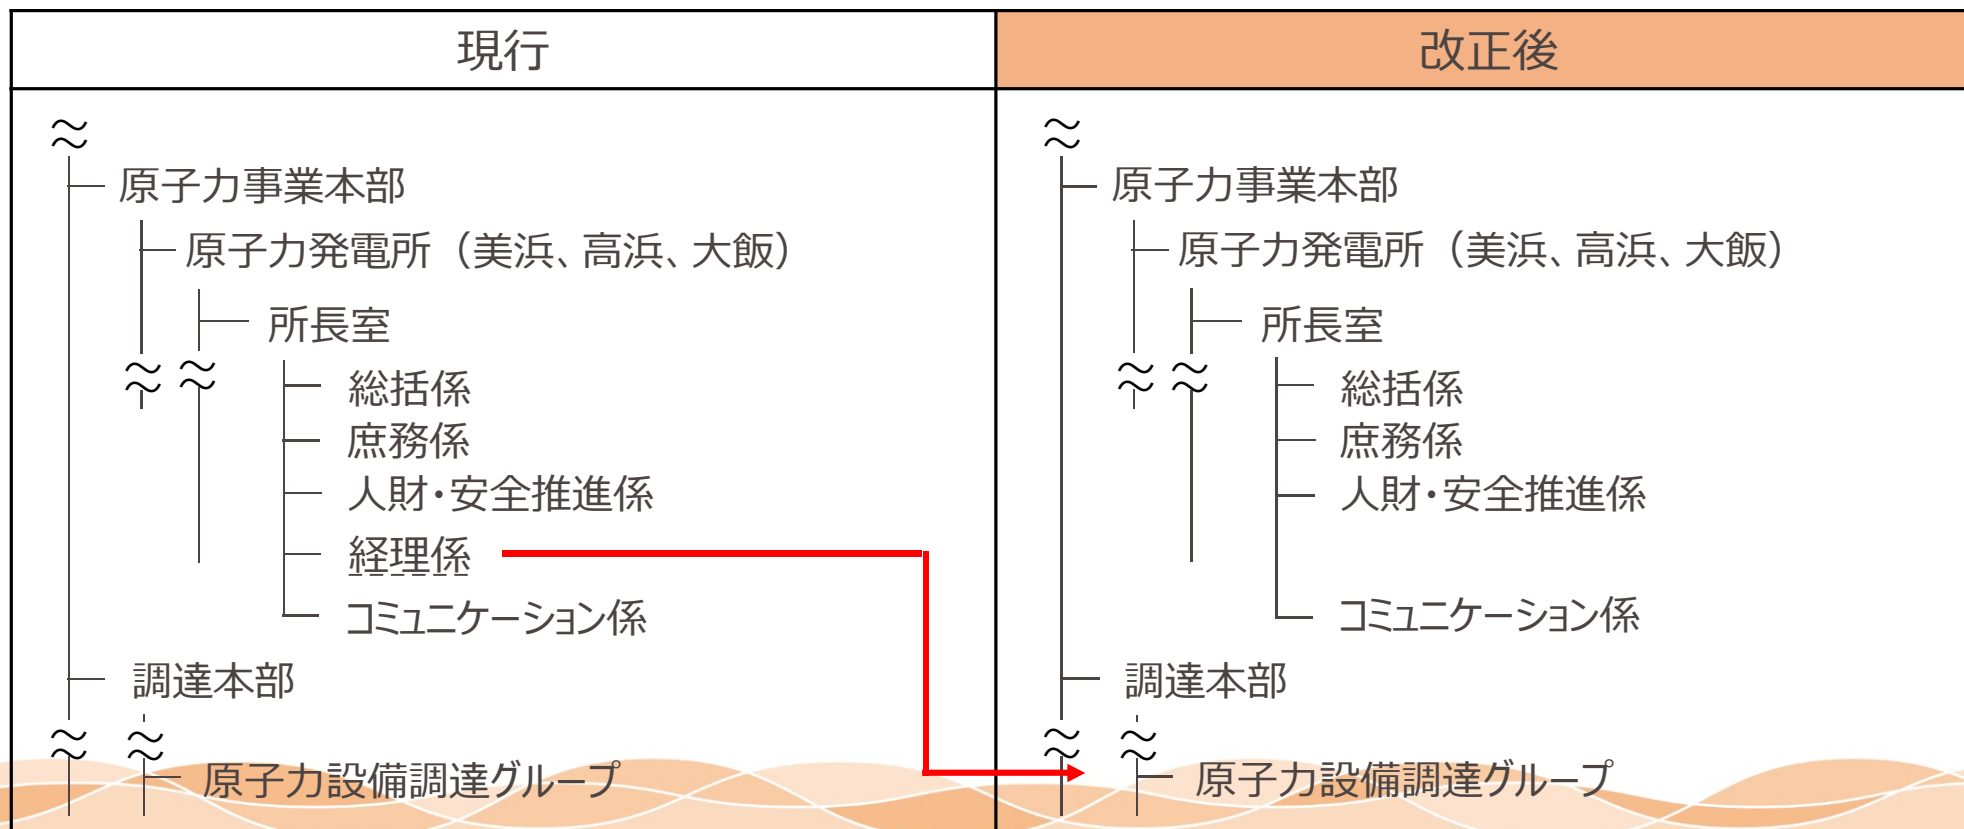 現行
原子力事業本部
原子力発電所（美浜、高浜、大飯）
所長室
総括係
庶務係
人財・安全推進係
経理係
コミュニケーション係
調達本部
原子力設備調達グループ
改正後
原子力事業本部
原子力発電所（美浜、高浜、大飯）
所長室
総括係
庶務係
人財・安全推進係
コミュニケーション係
調達本部
原子力設備調達グループ